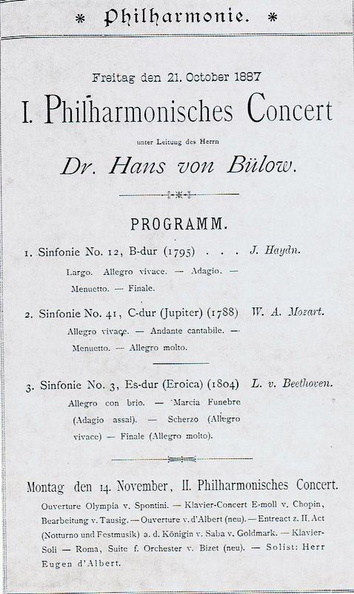 * Philharmonie. *
Freitag den 21. October 1887
I. Philharmonisches Concert
unter Leitung des Herrn
Dr. Hans von Bülow.
PROGRAMM.
1. Sinfonie No. 12, B-dur (1795) . . . J. Haydn.
Largo. Allegro vivace. — Adagio. —
Menuetto. — Finale.
2. Sinfonie No. 41, C-dur (Jupiter) (1788) W. A. Mozart.
Allegro vivace. — Andante cantabile. —
Menuetto. — Allegro molto.
3. Sinfonie No. 3, Es-dur (Eroica) (1804) L. v. Beethoven.
Allegro con brio. — Marcia Funebre
(Adagio assai). — Scherzo (Allegro
vivace) — Finale (Allegro molto).
Montag den 14. November, II. Philharmonisches Concert.
Ouverture Olympia v. Spontini. — Klavier-Concert E-moll v. Chopin,
Bearbeitung v. Tausig. — Ouverture v. d'Albert (neu). — Entreact z. II. Act
(Notturno und Festmusik) a. d. Königin v. Saba v. Goldmark. — Klavier-
Soli — Roma, Suite f. Orchester v. Bizet (neu). — Solist: Herr
Eugen d'Albert.